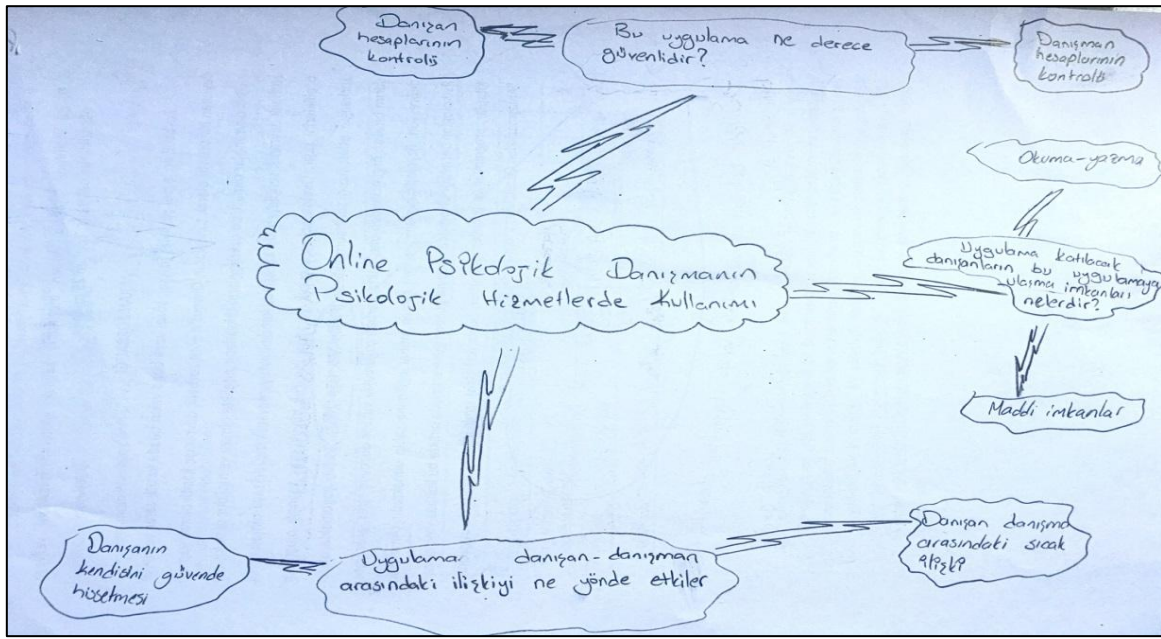 Danışan
hesaplarının
kontrolü
Bu uygulama ne derece
güvenlidir?
Danışman
hesaplarının
kontrolü
Okuma-yazma
Online Psikolojik Danışmanın
Psikolojik Hizmetlerde Kullanımı
Uygulama katılacak
danışanların bu uygulamaya
ulaşma imkanları
nelerdir?
Maddi imkanlar
Danışanın
kendisini güvende
hissetmesi
Uygulama danışan-danışman
arasındaki ilişkiyi ne yönde etkiler
Danışan danışma
arasındaki sıcak
ilişki